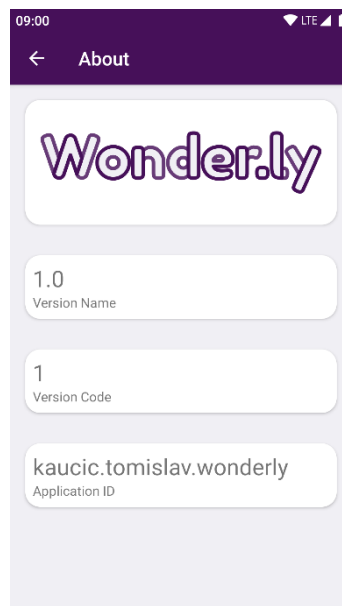 09:00 LTE
About
Wonder.ly
1.0
Version Name
1
Version Code
kaucic.tomislav.wonderly
Application ID